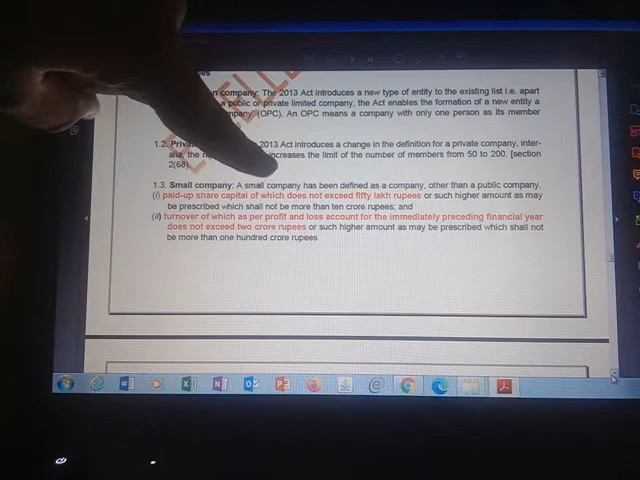 n company: The 2013 Act introduces a new type of entity to the existing list i.e. apart
a public or private limited company, the Act enables the formation of a new entity a
mpany (OPC). An OPC means a company with only one person as its member
1.2. Priva 2013 Act introduces a change in the definition for a private company, inter-
alia, the n increases the limit of the number of members from 50 to 200. [section
2(68).
1.3. Small company: A small company has been defined as a company, other than a public company.
(i) paid-up share capital of which does not exceed fifty lakh rupees or such higher amount as may
be prescribed which shall not be more than ten crore rupees; and
(ii) turnover of which as per profit and loss account for the immediately preceding financial year
does not exceed two crore rupees or such higher amount as may be prescribed which shall not
be more than one hundred crore rupees